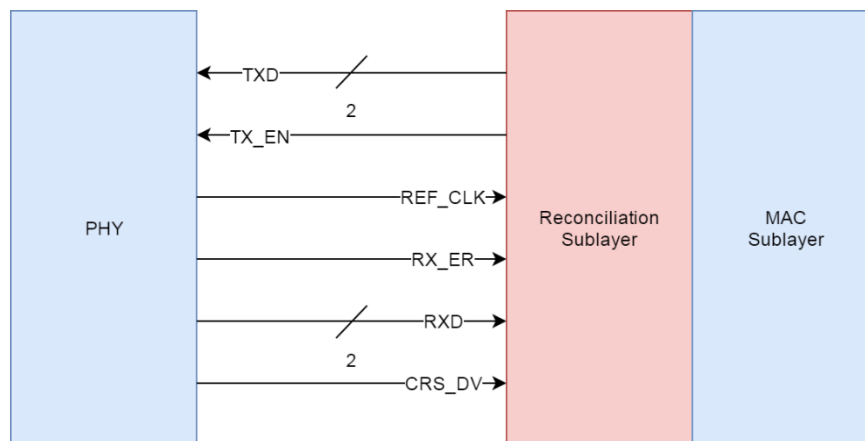 TXD
2
TX_EN
REF_CLK
RX_ER
RXD
2
CRS_DV
PHY
Reconciliation
Sublayer
MAC
Sublayer